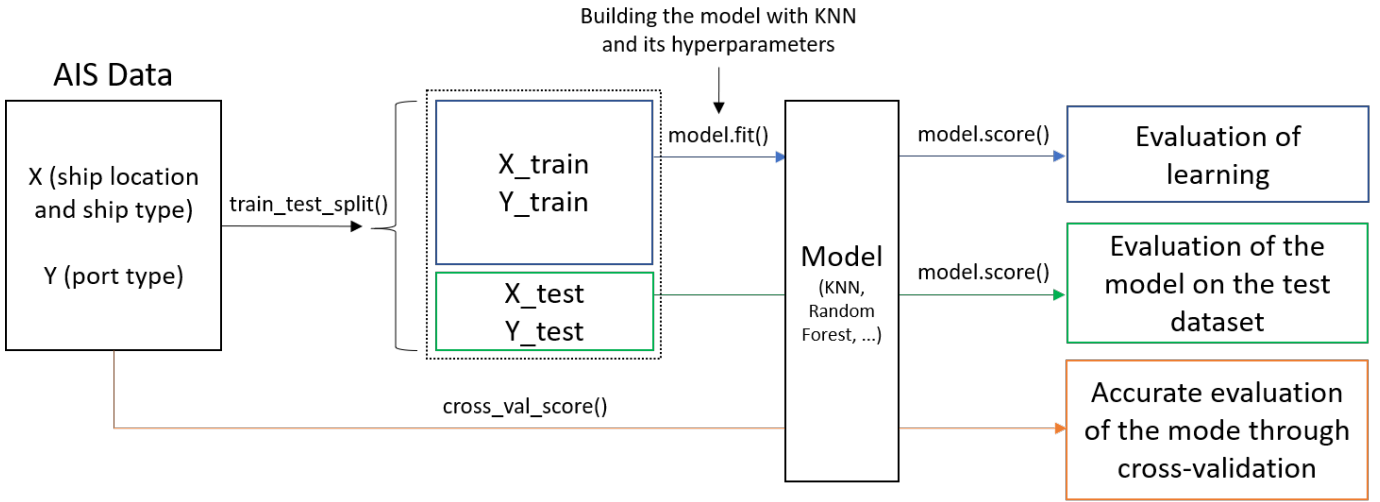 Building the model with KNN
and its hyperparameters
AIS Data
X (ship location
and ship type)
Y (port type)
train_test_split()
X_train
Y_train
X_test
Y_test
model.fit()
Model
(KNN,
Random
Forest, ...)
model.score()
Evaluation of
learning
model.score()
Evaluation of the
model on the test
dataset
cross_val_score()
Accurate evaluation
of the mode through
cross-validation